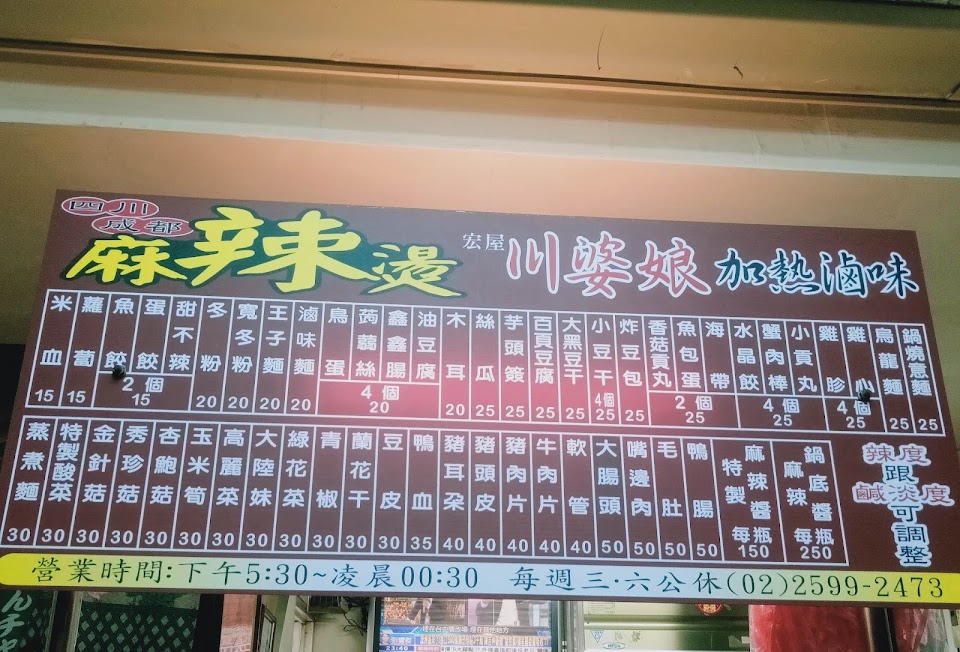 四川
成都
麻辣燙
宏屋
川婆娘
加熱滷味
米血 15
蘿蔔 15
魚餃
蛋餃
2個
15
甜不辣 20
冬粉 20
寬冬粉 20
王子麵 20
滷味麵 20
鳥蛋
蒟蒻絲
鑫鑫腸
油豆腐
4個
20
木耳 20
絲瓜 25
芋頭簽 25
百頁豆腐 25
大黑豆干 25
小豆干 4個 25
炸豆包 25
香菇貢丸
魚包蛋
海帶
2個
25
水晶餃
蟹肉棒
小貢丸
4個
25
雞胗
雞心
4個
25
烏龍麵 25
鍋燒意麵 25
蒸煮麵 30
特製酸菜 30
金針菇 30
秀珍菇 30
杏鮑菇 30
玉米筍 30
高麗菜 30
大陸妹 30
綠花菜 30
青椒 30
蘭花干 30
豆皮 30
鴨血 35
豬耳朵 40
豬頭皮 40
豬肉片 40
牛肉片 40
軟管 40
大腸頭 50
嘴邊肉 50
毛肚 50
鴨腸 50
特製麻辣醬 每瓶 150
麻辣鍋底醬 每瓶 250
辣度
跟
鹹淡度
可調整
營業時間:下午5:30~凌晨00:30 每週三·六公休(02)2599-2473
23:40